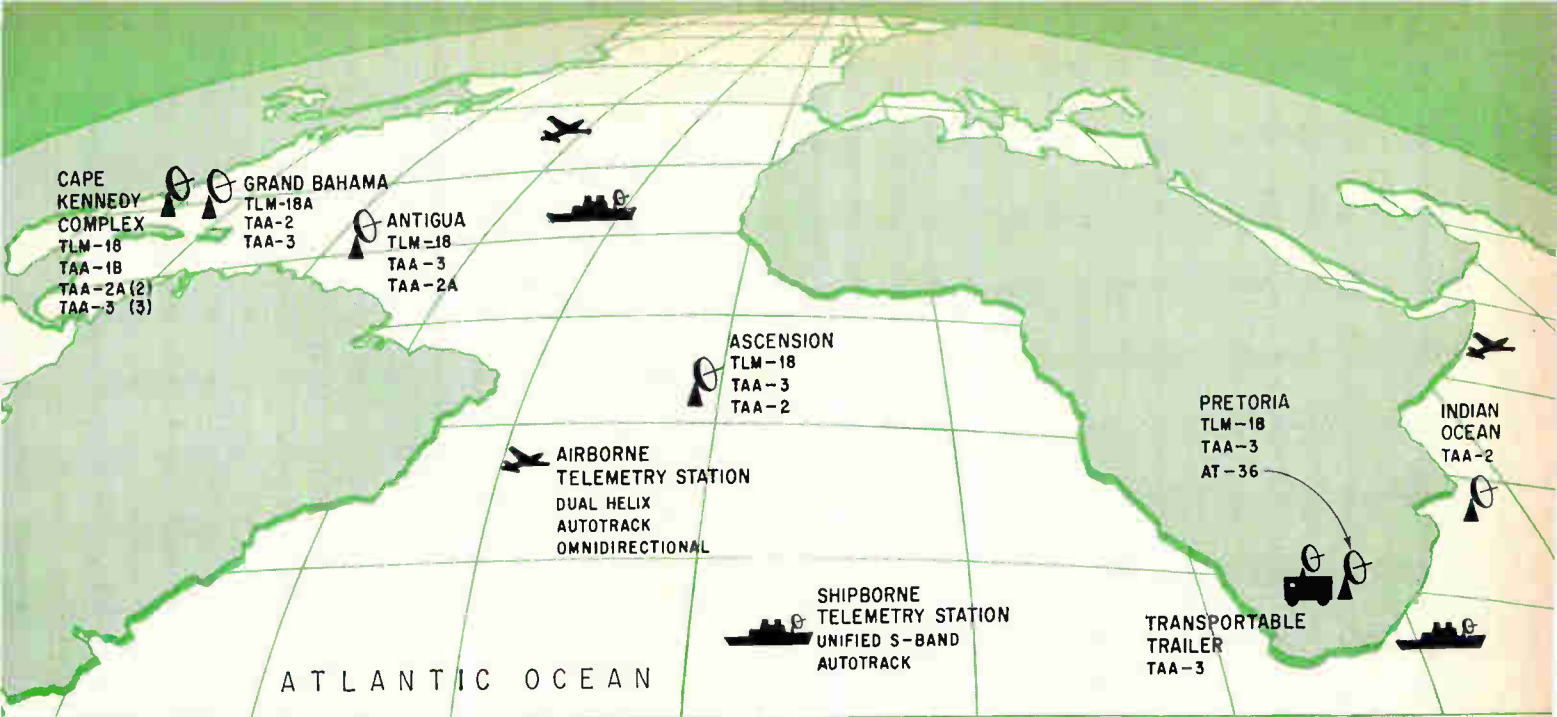 CAPE
KENNEDY
COMPLEX
TLM-18
TAA-1B
TAA-2A (2)
TAA-3 (3)
GRAND BAHAMA
TLM-18A
TAA-2
TAA-3
ANTIGUA
TLM-18
TAA-3
TAA-2A
ASCENSION
TLM-18
TAA-3
TAA-2
AIRBORNE
TELEMETRY STATION
DUAL HELIX
AUTOTRACK
OMNIDIRECTIONAL
PRETORIA
TLM-18
TAA-3
AT-36
INDIAN
OCEAN
TAA-2
SHIPBORNE
TELEMETRY STATION
UNIFIED S-BAND
AUTOTRACK
TRANSPORTABLE
TRAILER
TAA-3
ATLANTIC OCEAN